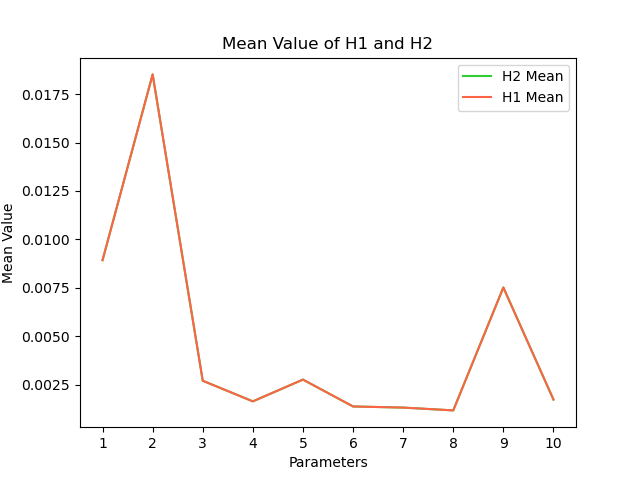 Mean Value of H1 and H2
H2 Mean
H1 Mean
Mean Value
0.0175
0.0150
0.0125
0.0100
0.0075
0.0050
0.0025
1 2 3 4 5 6 7 8 9 10
Parameters